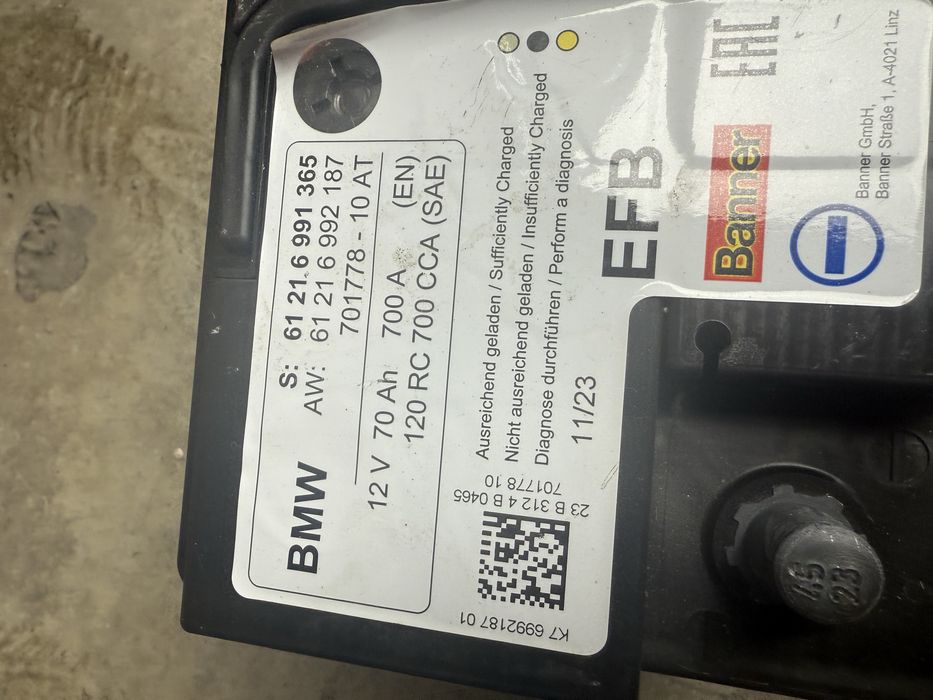 BMW
S: 61 21 6 991 365
AW: 61 21 6 992 187
701778 - 10 AT
12 V 70 Ah 700 A (EN)
120 RC 700 CCA (SAE)
Ausreichend geladen / Sufficiently Charged
Nicht ausreichend geladen / Insufficiently Charged
Diagnose durchführen / Perform a diagnosis
11/23
EFB
EAC
Banner
Banner GmbH,
Banner Straße 1, A-4021 Linz
23 B 312 4 B 0465
701778 10
K7 6992187 01
45
23